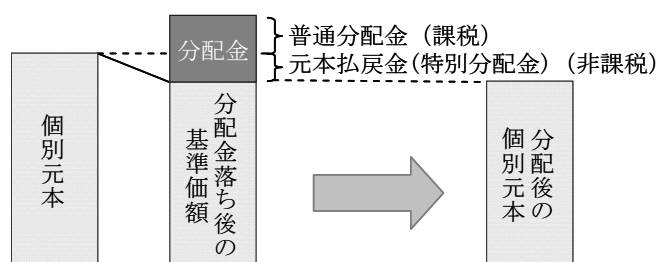 普通分配金（課税）
分配金
元本払戻金(特別分配金)（非課税）
個別元本
分配金落ち後の
基準価額
分配後の
個別元本